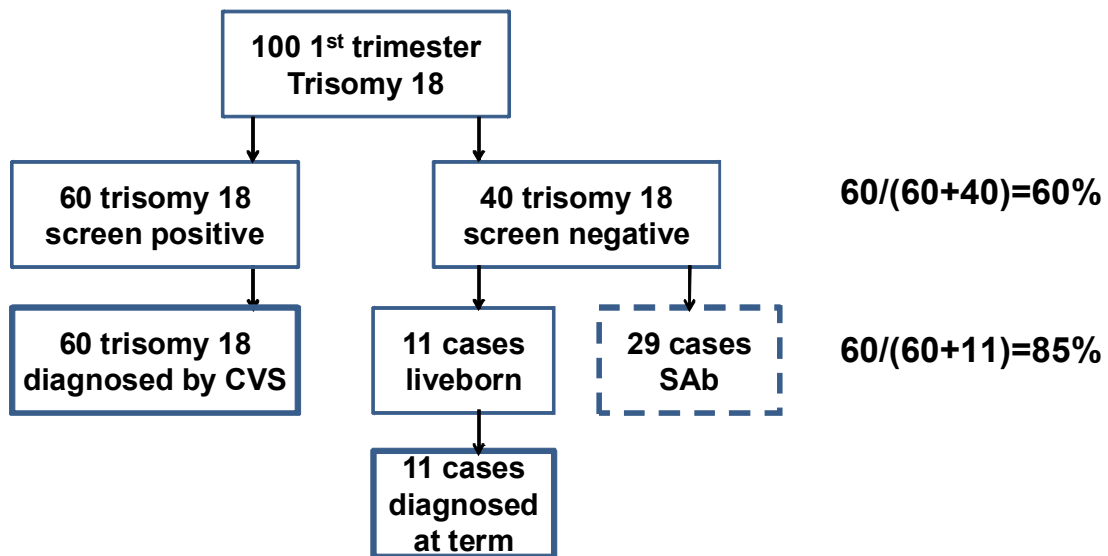 100 1st trimester
Trisomy 18
60 trisomy 18
screen positive
40 trisomy 18
screen negative
60/(60+40)=60%
60 trisomy 18
diagnosed by CVS
11 cases
liveborn
29 cases
SAb
60/(60+11)=85%
11 cases
diagnosed
at term